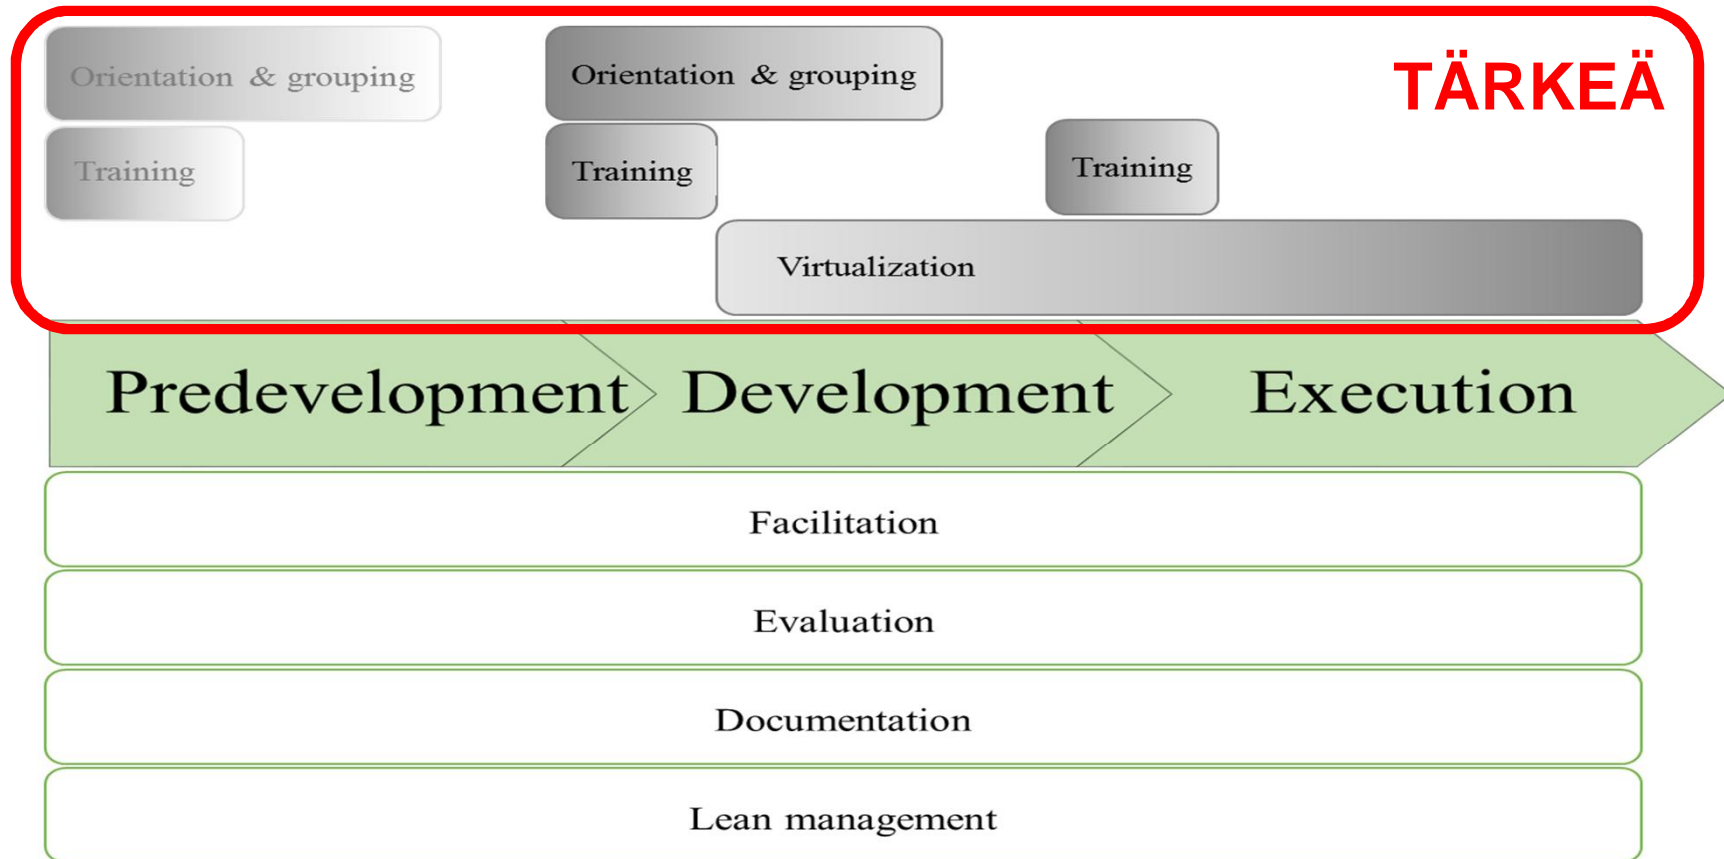 Orientation & grouping
Orientation & grouping
TÄRKEÄ
Training
Training
Training
Virtualization
Predevelopment
Development
Execution
Facilitation
Evaluation
Documentation
Lean management